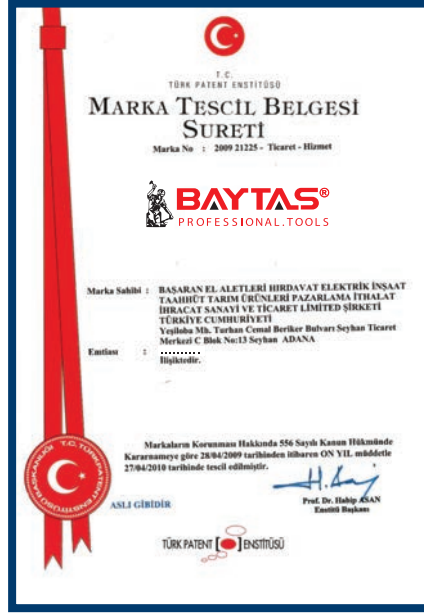 T.C.
TÜRK PATENT ENSTİTÜSÜ
MARKA TESCİL BELGESİ
SURETİ
Marka No : 2009 21225 - Ticaret - Hizmet
BAYTAS®
PROFESSIONAL.TOOLS
Marka Sahibi : BAŞARAN EL ALETLERİ HIRDAVAT ELEKTRİK İNŞAAT
TAAHHÜT TARIM ÜRÜNLERİ PAZARLAMA İTHALAT
İHRACAT SANAYİ VE TİCARET LİMİTED ŞİRKETİ
TÜRKİYE CUMHURİYETİ
Yeşiloba Mh. Turhan Cemal Beriker Bulvarı Seyhan Ticaret
Merkezi C Blok No:13 Seyhan ADANA
Emtiası : ..........
İlişiktedir.
Markaların Korunması Hakkında 556 Sayılı Kanun Hükmünde
Kararnameye göre 28/04/2009 tarihinden itibaren ON YIL müddetle
27/04/2010 tarihinde tescil edilmiştir.
ASLI GİBİDİR
Prof. Dr. Habip ASAN
Enstitü Başkanı
TÜRK PATENT [ ] ENSTİTÜSÜ